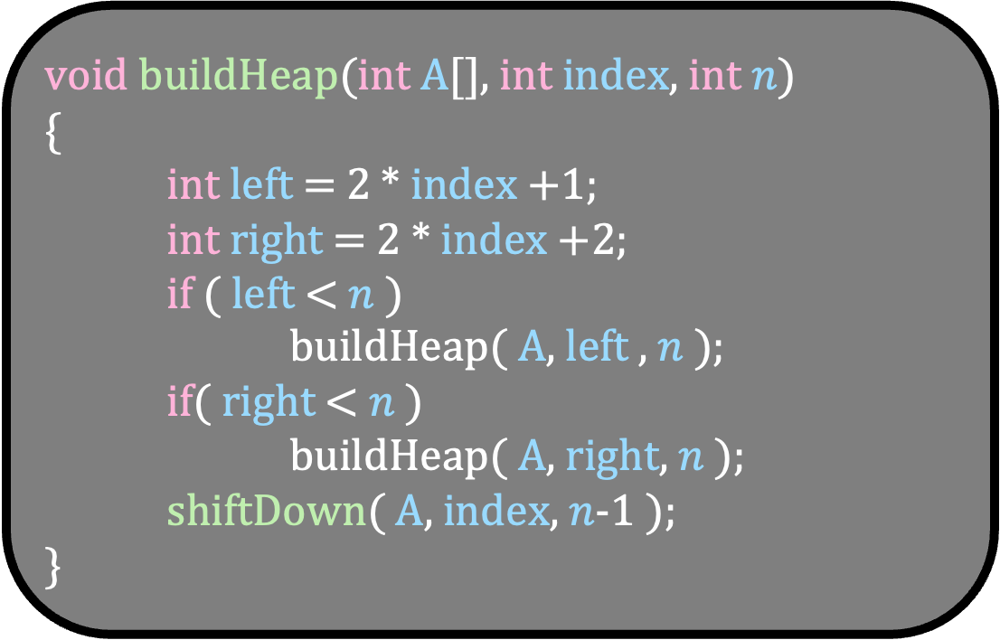 void buildHeap(int A[], int index, int n)
{
int left = 2 * index +1;
int right = 2 * index +2;
if ( left < n )
buildHeap( A, left , n );
if( right < n )
buildHeap( A, right, n );
shiftDown( A, index, n-1 );
}